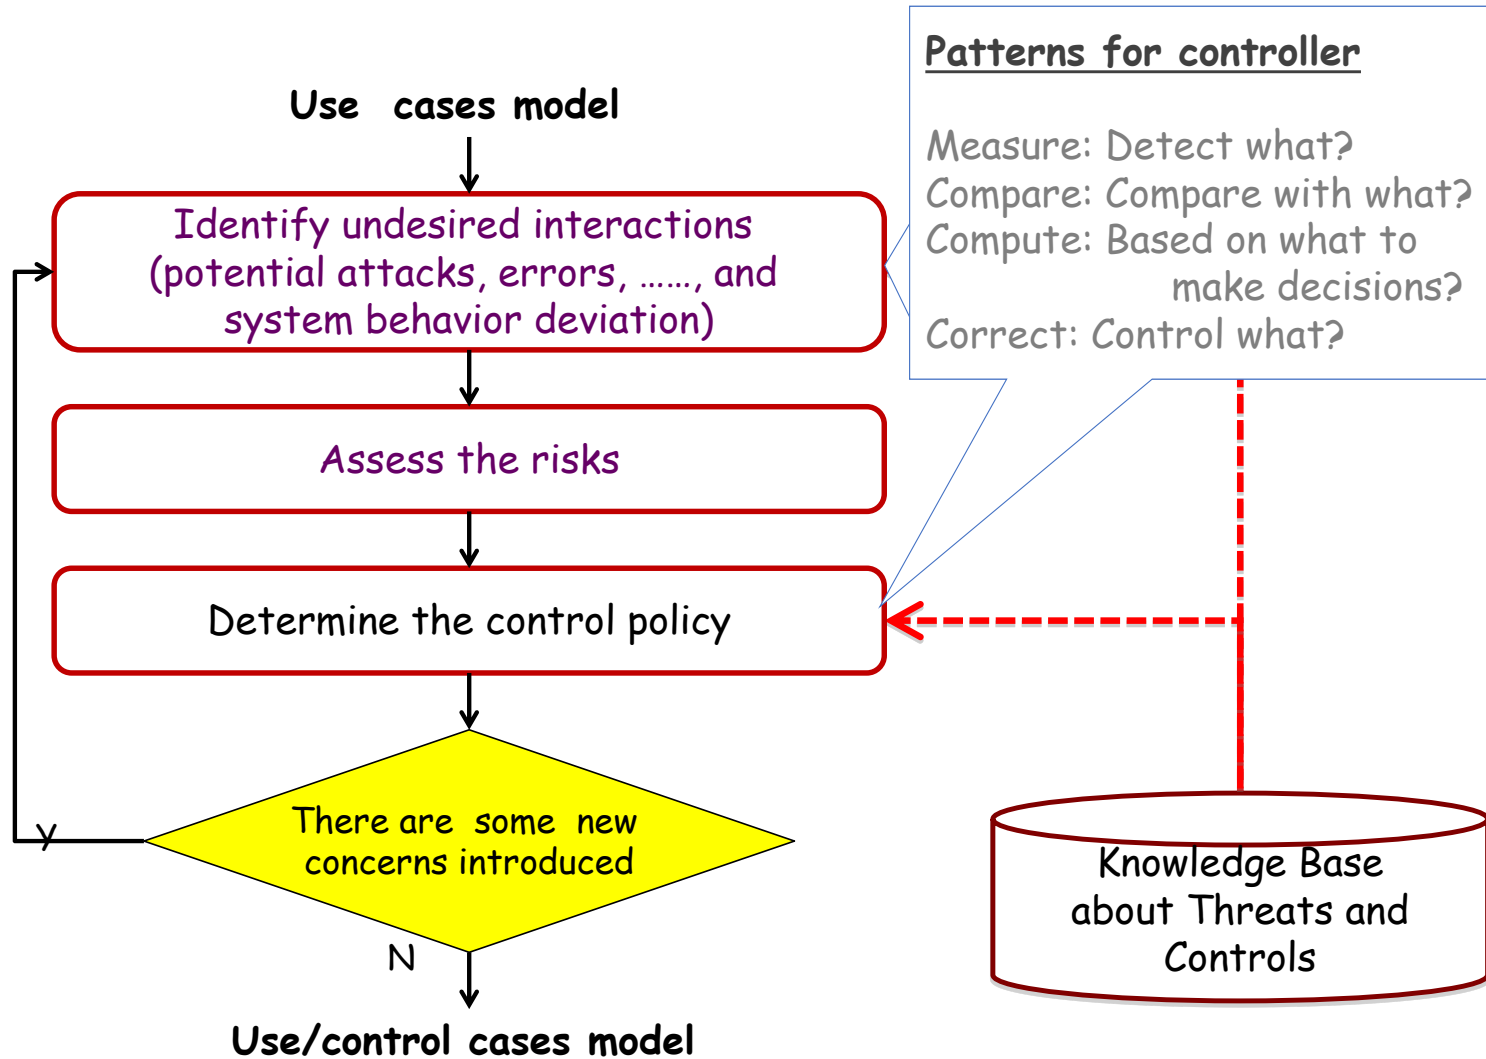 Use cases model
Identify undesired interactions
(potential attacks, errors, ……, and
system behavior deviation)
Assess the risks
Determine the control policy
There are some new
concerns introduced
y
N
Use/control cases model
Patterns for controller
Measure: Detect what?
Compare: Compare with what?
Compute: Based on what to
make decisions?
Correct: Control what?
Knowledge Base
about Threats and
Controls